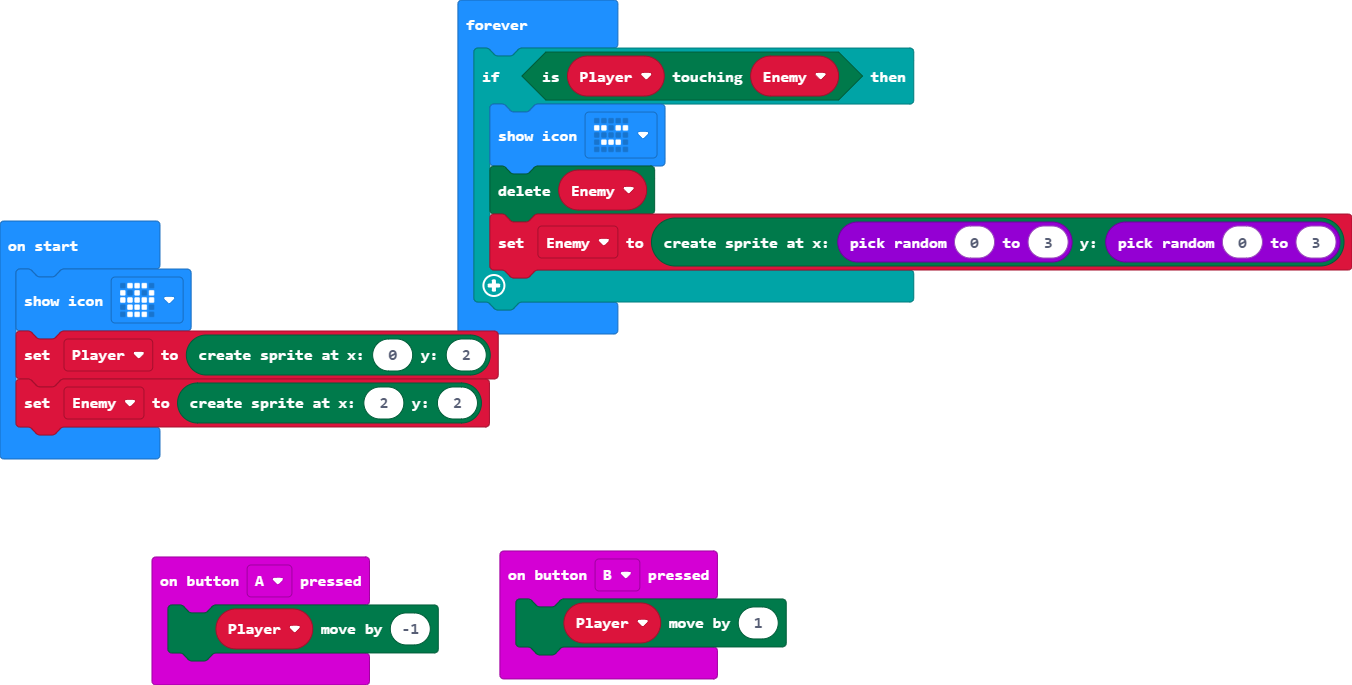 forever
if is Player touching Enemy then
show icon
delete Enemy
set Enemy to create sprite at x: pick random 0 to 3 y: pick random 0 to 3
on start
show icon
set Player to create sprite at x: 0 y: 2
set Enemy to create sprite at x: 2 y: 2
on button A pressed
Player move by -1
on button B pressed
Player move by 1